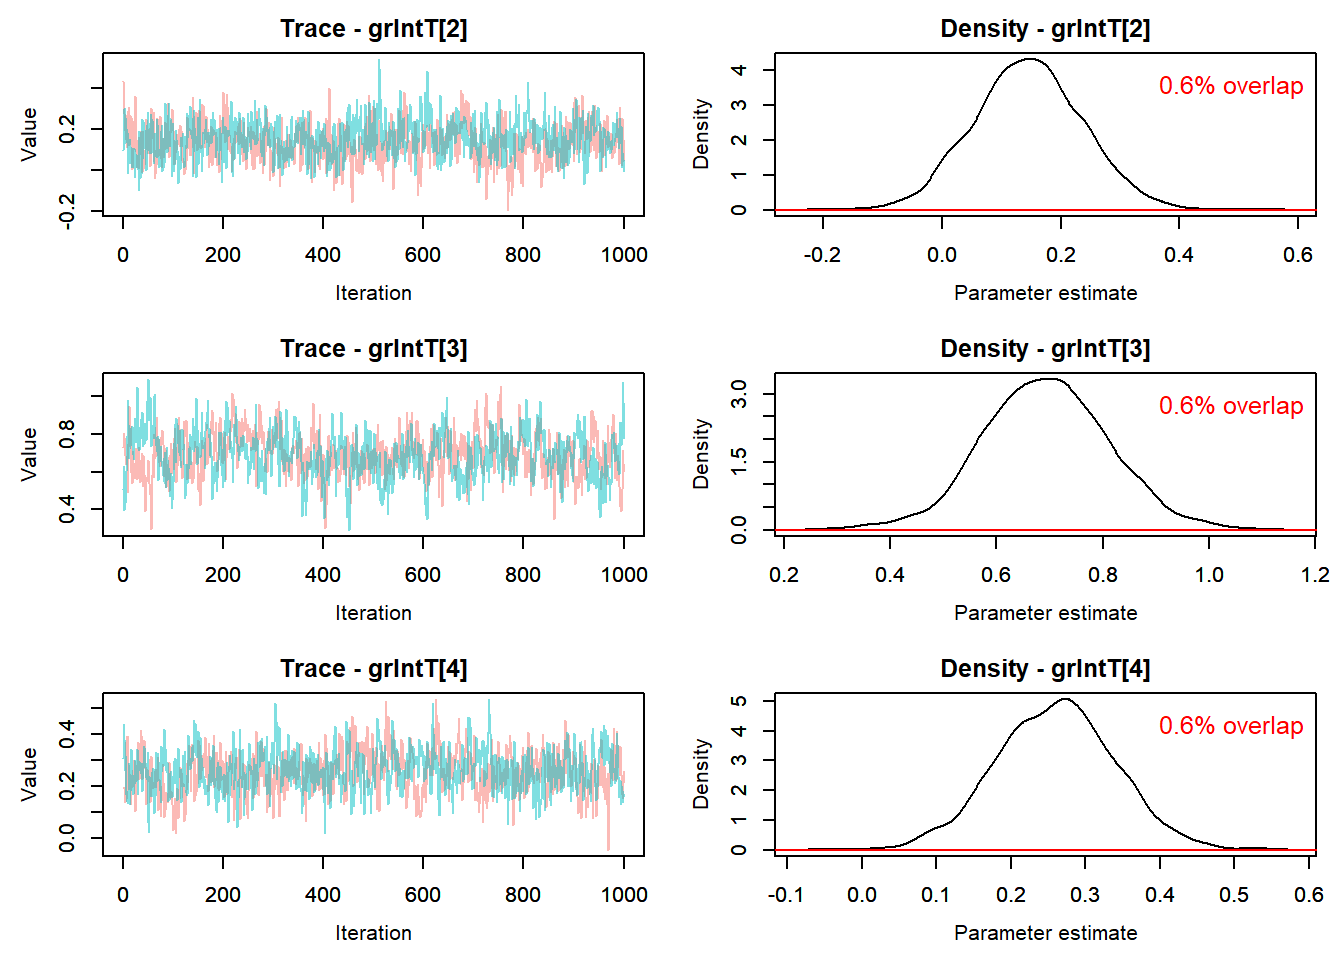 Trace - grIntT[2]
Value
-0.2 0.2
0 200 400 600 800 1000
Iteration
Density - grIntT[2]
Density
0 1 2 3 4
0.6% overlap
-0.2 0.0 0.2 0.4 0.6
Parameter estimate
Trace - grIntT[3]
Value
0.4 0.8
0 200 400 600 800 1000
Iteration
Density - grIntT[3]
Density
0.0 1.5 3.0
0.6% overlap
0.2 0.4 0.6 0.8 1.0 1.2
Parameter estimate
Trace - grIntT[4]
Value
0.0 0.2 0.4
0 200 400 600 800 1000
Iteration
Density - grIntT[4]
Density
0 1 2 3 4 5
0.6% overlap
-0.1 0.0 0.1 0.2 0.3 0.4 0.5 0.6
Parameter estimate